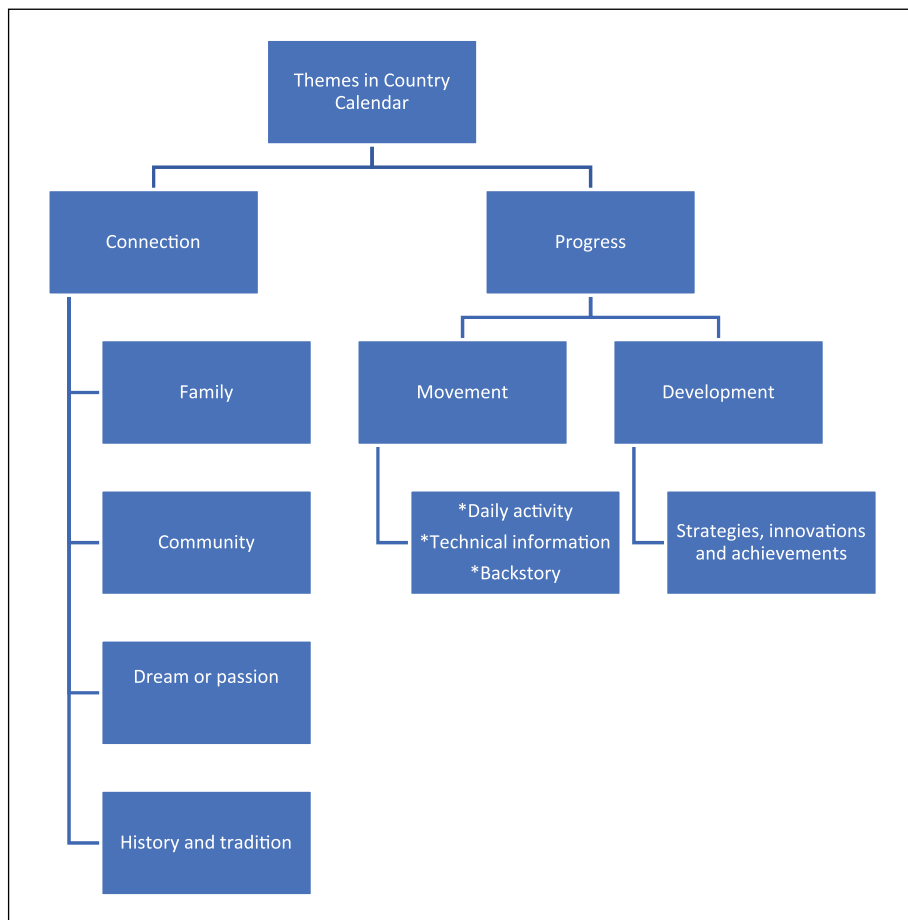 Themes in Country
Calendar
Connection
Progress
Family
Movement
Development
Community
*Daily activity
*Technical information
*Backstory
Strategies, innovations
and achievements
Dream or passion
History and tradition